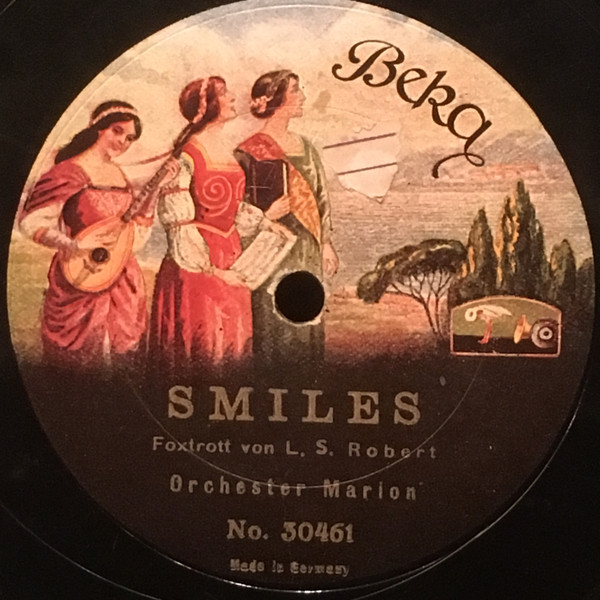 Beka
SMILES
Foxtrott von L. S. Robert
Orchester Marion
No. 30461
Made in Germany